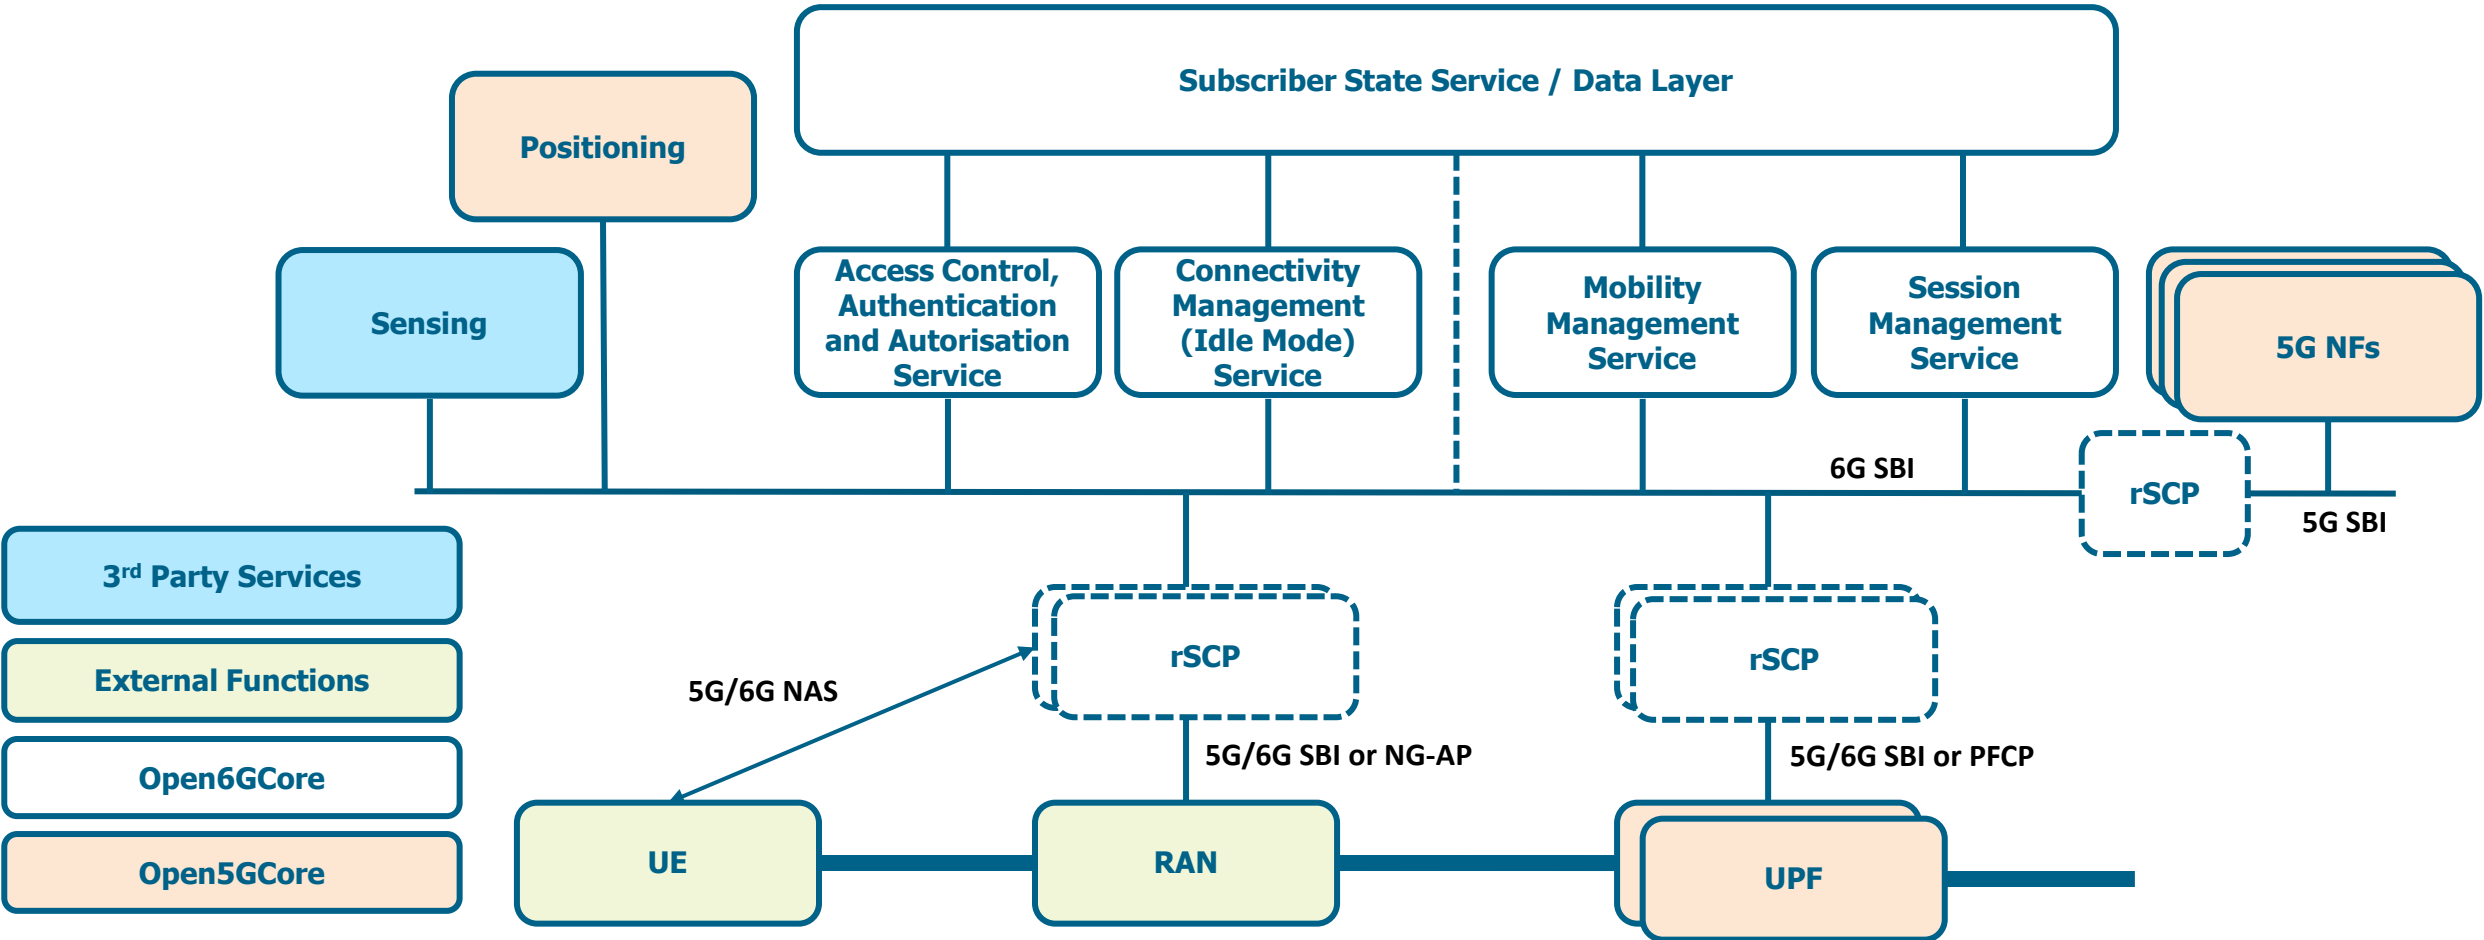 Subscriber State Service / Data Layer
Positioning
Sensing
Access Control,
Authentication
and Autorisation
Service
Connectivity
Management
(Idle Mode)
Service
Mobility
Management
Service
Session
Management
Service
5G NFs
6G SBI
rSCP
5G SBI
3rd Party Services
External Functions
Open6GCore
Open5GCore
5G/6G NAS
rSCP
rSCP
5G/6G SBI or NG-AP
5G/6G SBI or PFCP
UE
RAN
UPF